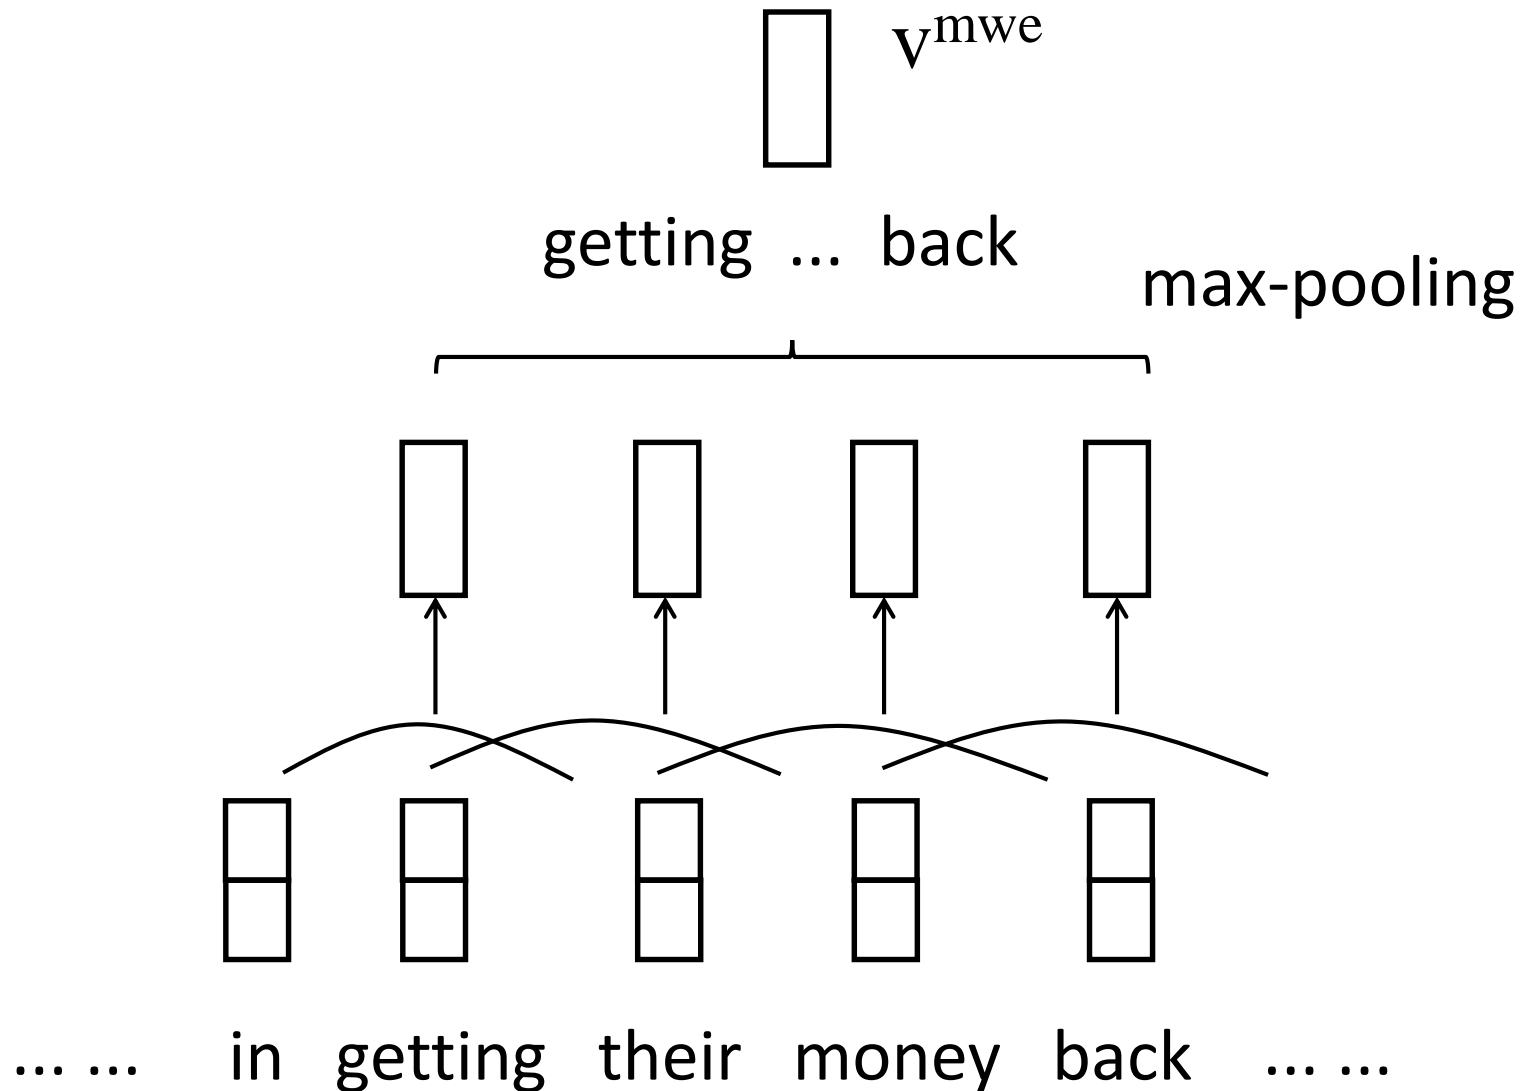 v^mwe
getting ... back
max-pooling
... ... in getting their money back ... ...